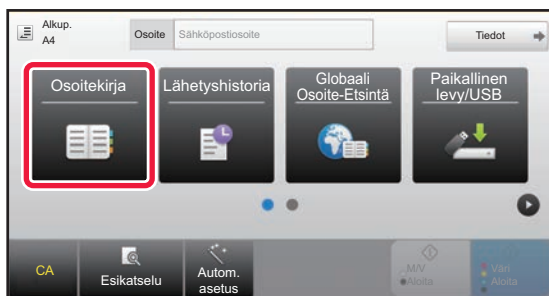 Alkup.
A4
Osoite
Sähköpostiosoite
Tiedot
Osoitekirja
Lähetyshistoria
Globaali
Osoite-Etsintä
Paikallinen
levy/USB
CA
Esikatselu
Autom.
asetus
M/V
Aloita
Väri
Aloita